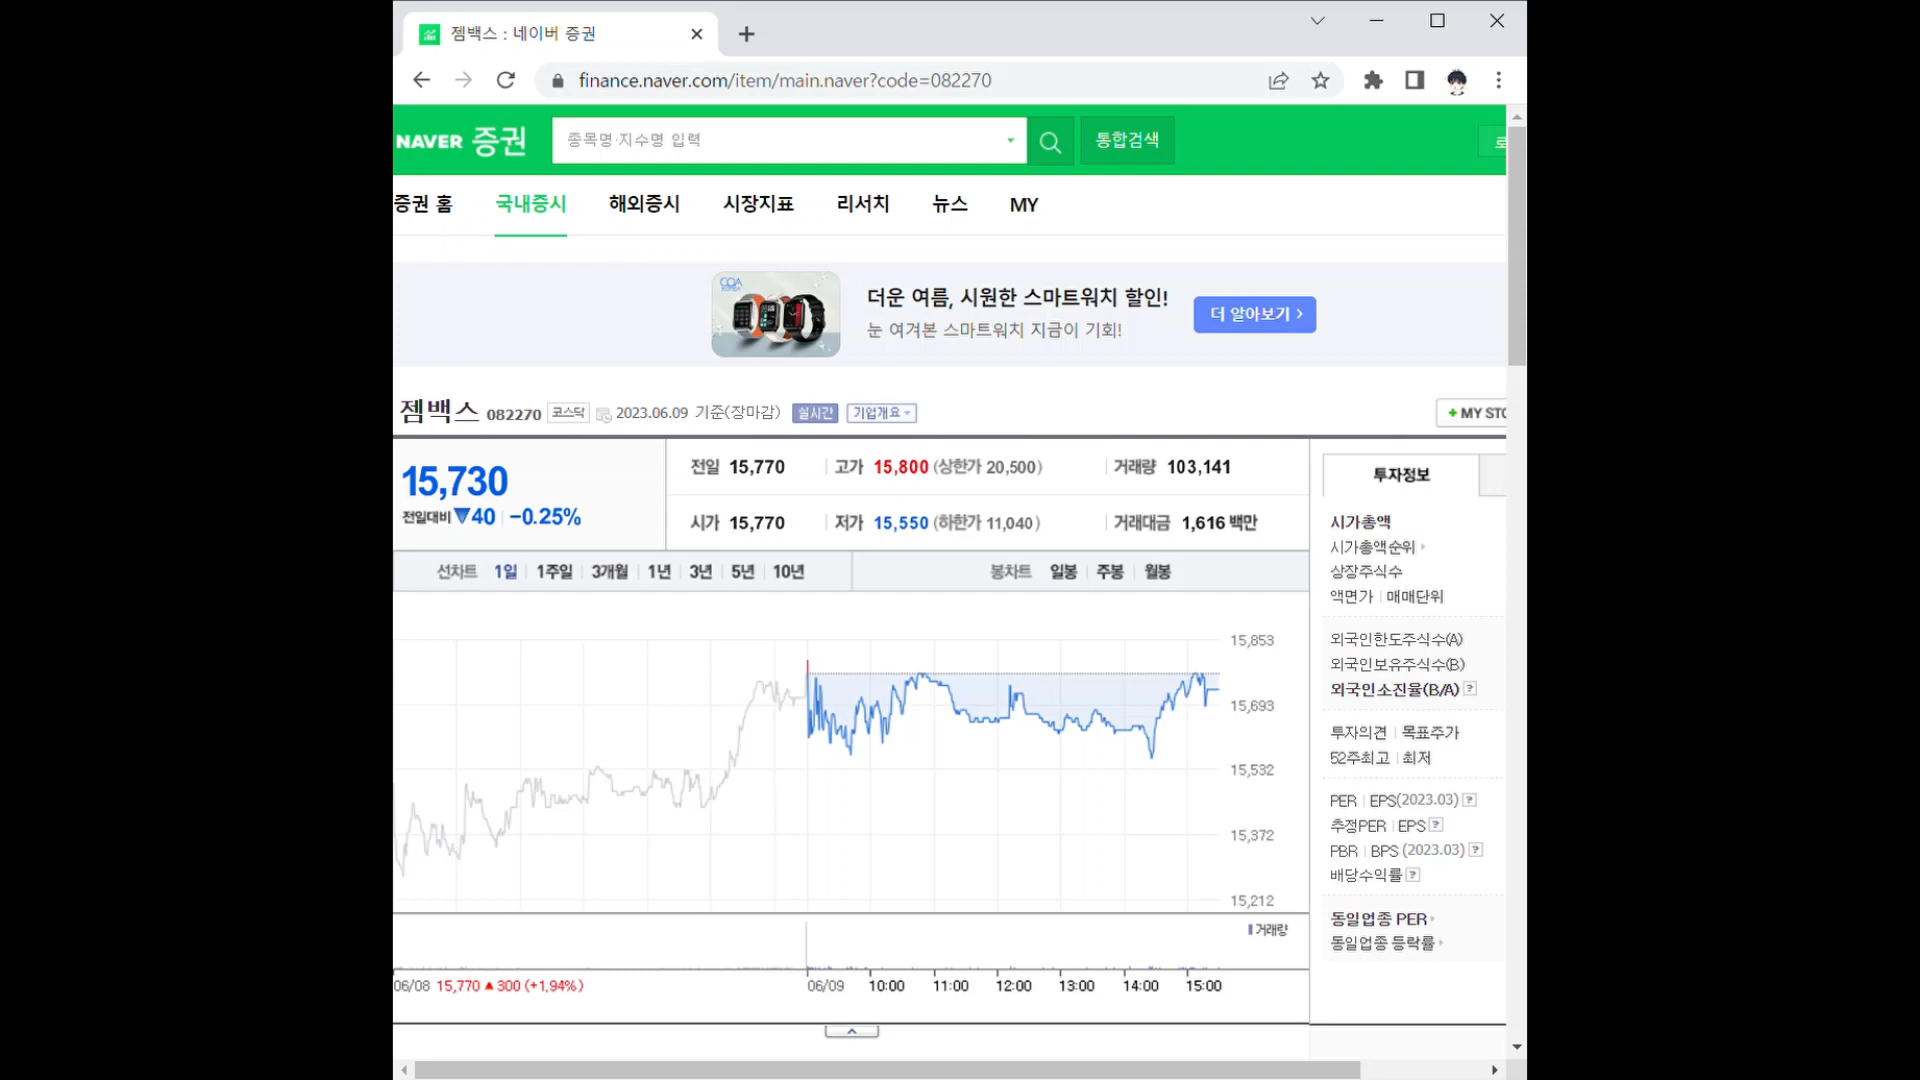 젬백스 : 네이버 증권
finance.naver.com/item/main.naver?code=082270
NAVER 증권
종목명·지수명 입력
통합검색
로
증권 홈 국내증시 해외증시 시장지표 리서치 뉴스 MY
COA
더운 여름, 시원한 스마트워치 할인!
눈 여겨본 스마트워치 지금이 기회!
더 알아보기 >
젬백스 082270 코스닥 2023.06.09 기준(장마감) 실시간 기업개요
+ MY STO
15,730
전일대비 ▼40 -0.25%
전일 15,770 고가 15,800 (상한가 20,500) 거래량 103,141
시가 15,770 저가 15,550 (하한가 11,040) 거래대금 1,616 백만
선차트 1일 1주일 3개월 1년 3년 5년 10년 봉차트 일봉 주봉 월봉
15,853
15,693
15,532
15,372
15,212
거래량
06/08 15,770 ▲300 (+1.94%) 06/09 10:00 11:00 12:00 13:00 14:00 15:00
투자정보
시가총액
시가총액순위
상장주식수
액면가 | 매매단위
외국인한도주식수(A)
외국인보유주식수(B)
외국인소진율(B/A) ?
투자의견 | 목표주가
52주최고 | 최저
PER | EPS(2023.03) ?
추정PER | EPS ?
PBR | BPS (2023.03) ?
배당수익률 ?
동일업종 PER
동일업종 등락률